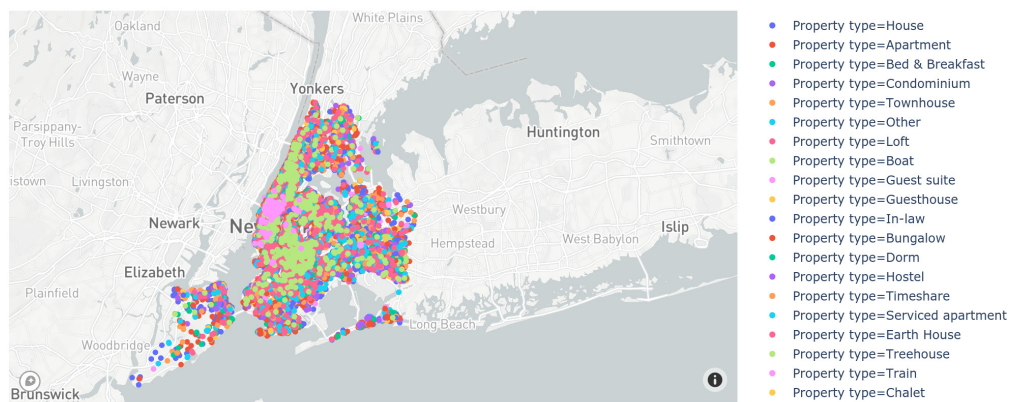 White Plains
Oakland
Yonkers
Wayne
Paterson
Parsippany-
Troy Hills
Huntington
Smithtown
istown
Livingston
Westbury
Newark
Ne
Islip
West Babylon
Hempstead
Elizabeth
Plainfield
Long Beach
Woodbridge
Brunswick
Property type=House
Property type=Apartment
Property type=Bed & Breakfast
Property type=Condominium
Property type=Townhouse
Property type=Other
Property type=Loft
Property type=Boat
Property type=Guest suite
Property type=Guesthouse
Property type=In-law
Property type=Bungalow
Property type=Dorm
Property type=Hostel
Property type=Timeshare
Property type=Serviced apartment
Property type=Earth House
Property type=Treehouse
Property type=Train
Property type=Chalet